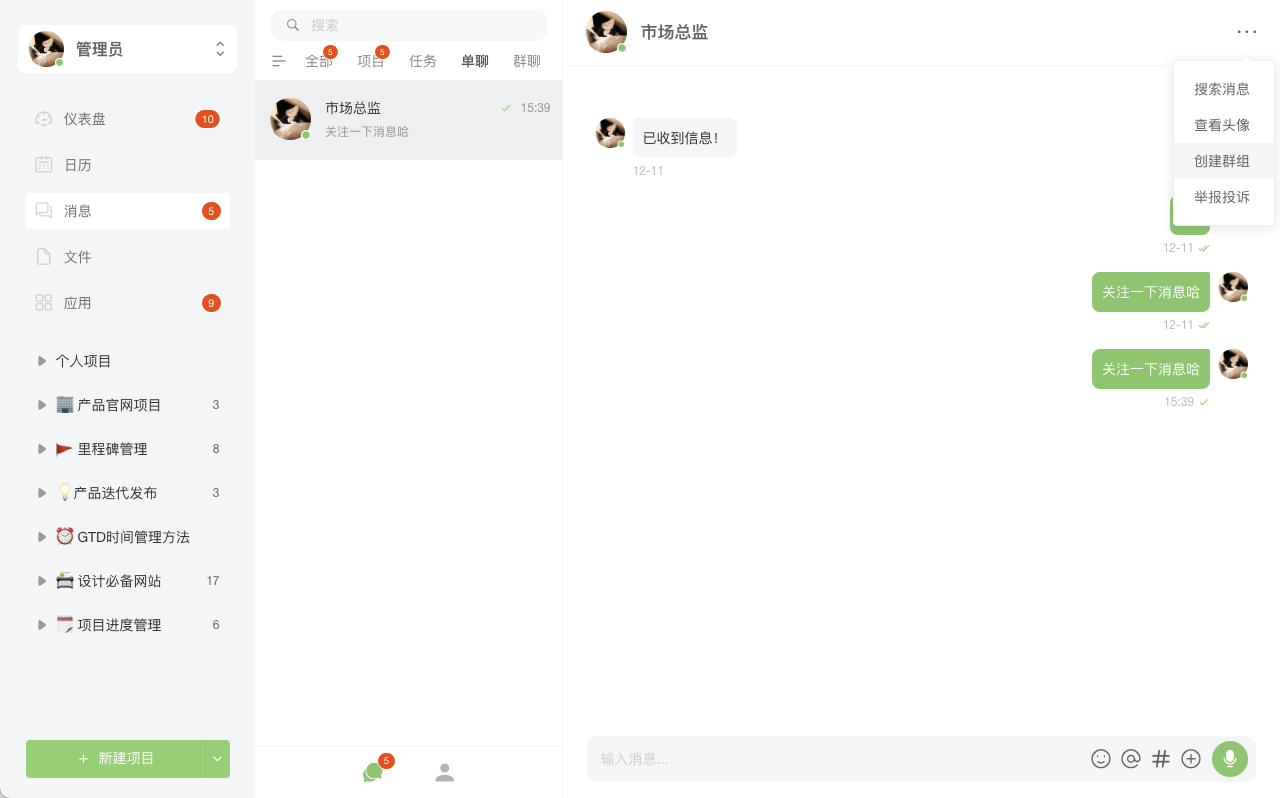 管理员
仪表盘 10
日历
消息 5
文件
应用 9
个人项目
产品官网项目 3
里程碑管理 8
产品迭代发布 3
GTD时间管理方法
设计必备网站 17
项目进度管理 6
+ 新建项目
搜索
全部 5 项目 5 任务 单聊 群聊
市场总监 15:39
关注一下消息哈
5
市场总监
搜索消息
查看头像
创建群组
举报投诉
已收到信息!
12-11
12-11
关注一下消息哈
12-11
关注一下消息哈
15:39
输入消息...